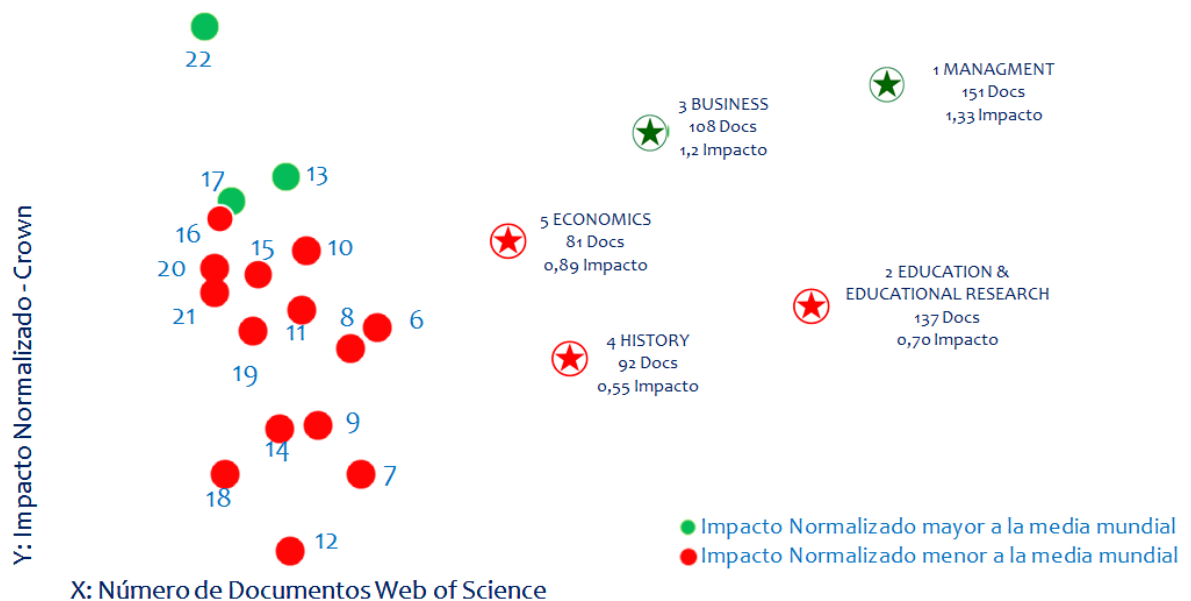 22
1 MANAGMENT
151 Docs
1,33 Impacto
3 BUSINESS
108 Docs
1,2 Impacto
13
17
16
5 ECONOMICS
81 Docs
0,89 Impacto
15
10
20
21
2 EDUCATION &
EDUCATIONAL RESEARCH
137 Docs
0,70 Impacto
11
8
6
19
4 HISTORY
92 Docs
0,55 Impacto
9
14
7
18
12
Y: Impacto Normalizado - Crown
X: Número de Documentos Web of Science
Impacto Normalizado mayor a la media mundial
Impacto Normalizado menor a la media mundial